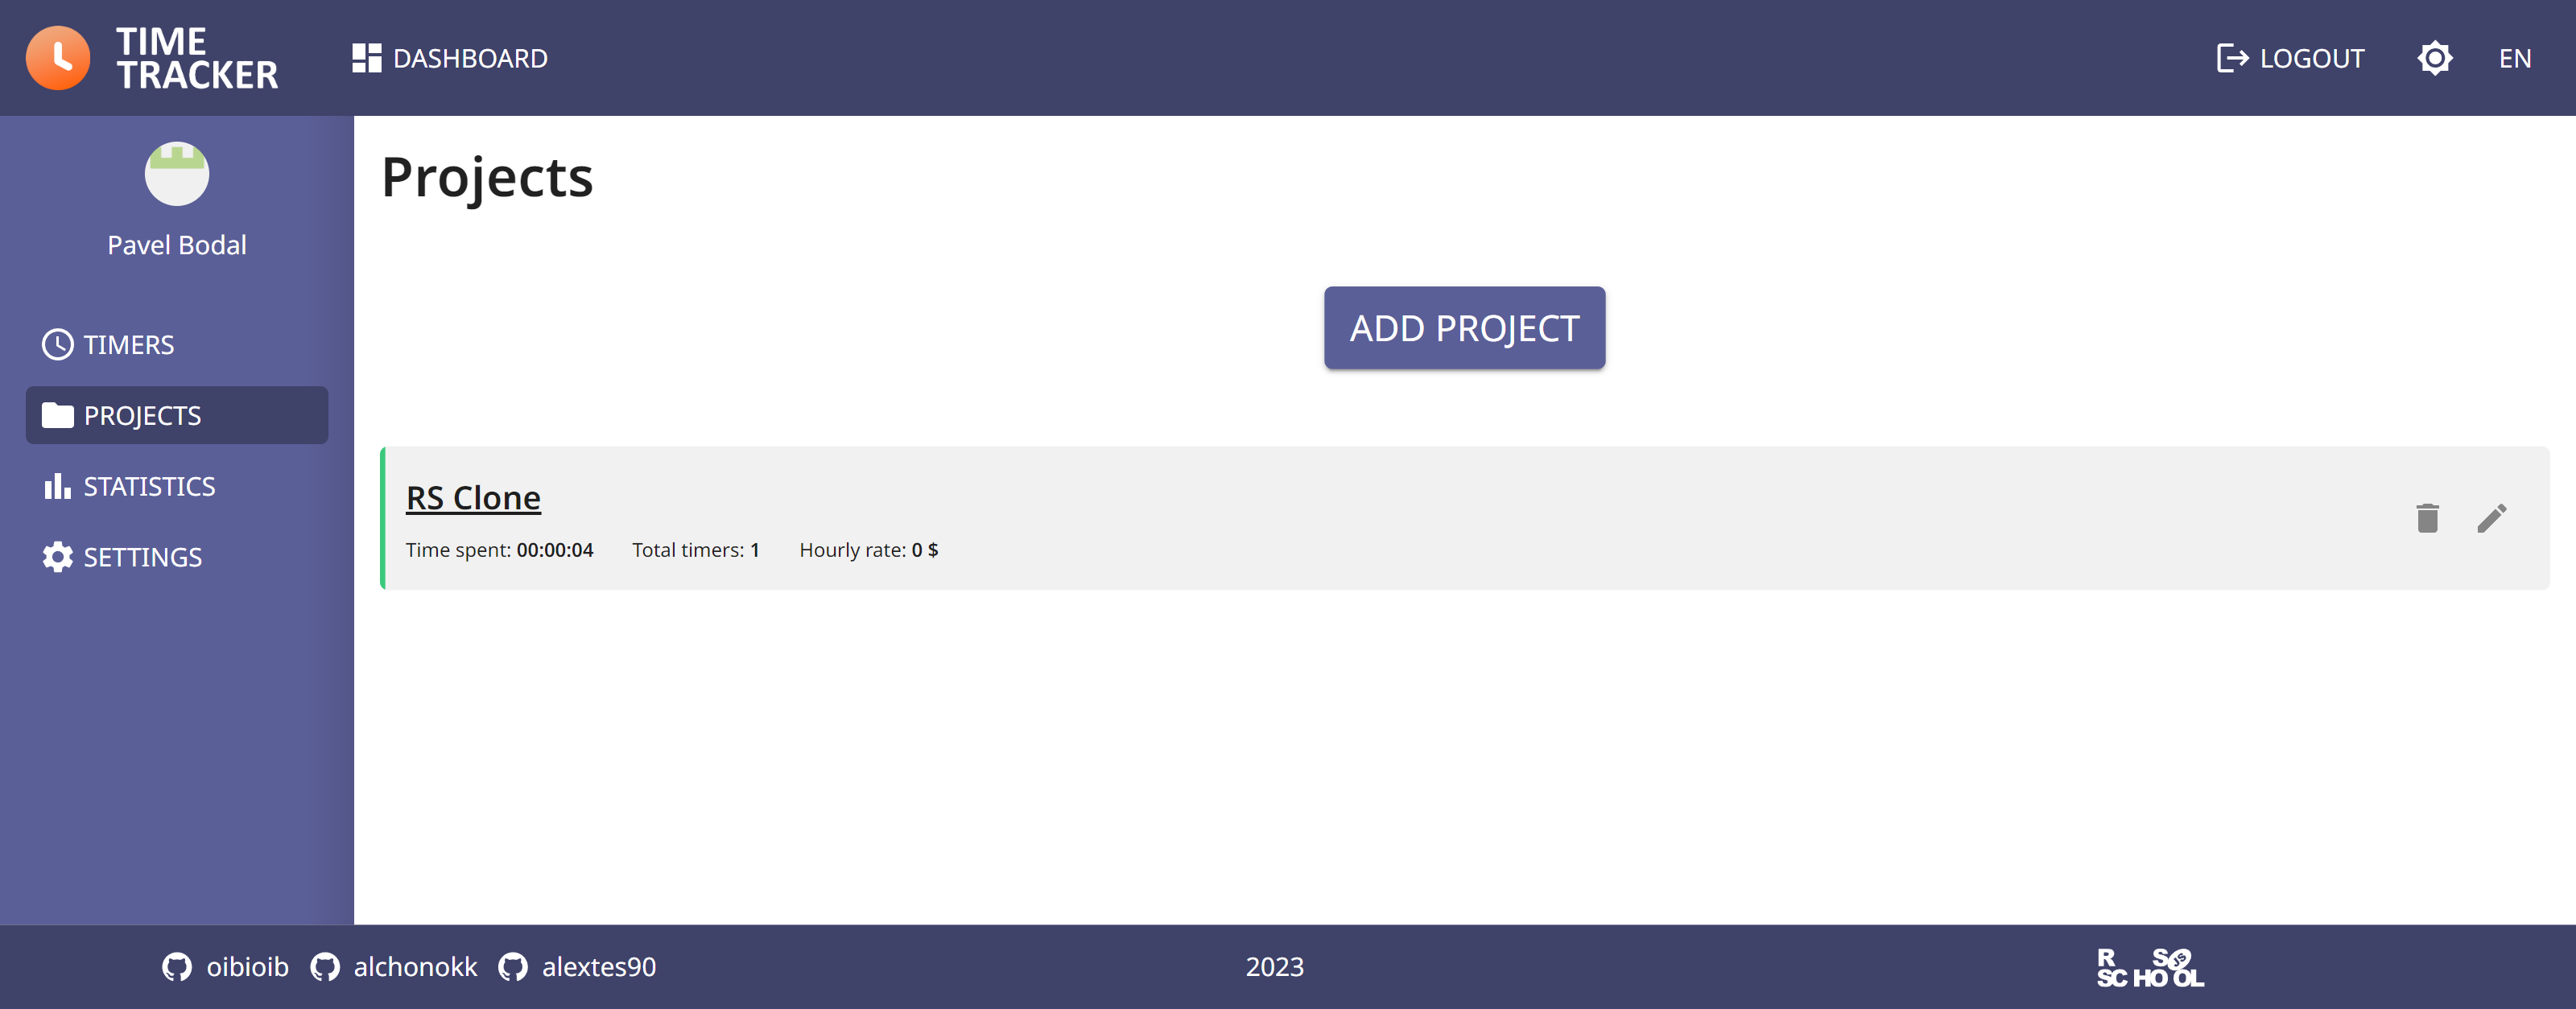 TIME
TRACKER
DASHBOARD
LOGOUT
EN
Pavel Bodal
TIMERS
PROJECTS
STATISTICS
SETTINGS
Projects
ADD PROJECT
RS Clone
Time spent: 00:00:04 Total timers: 1 Hourly rate: 0 $
oibioib alchonokk alextes90
2023
RS JS
SCHOOL